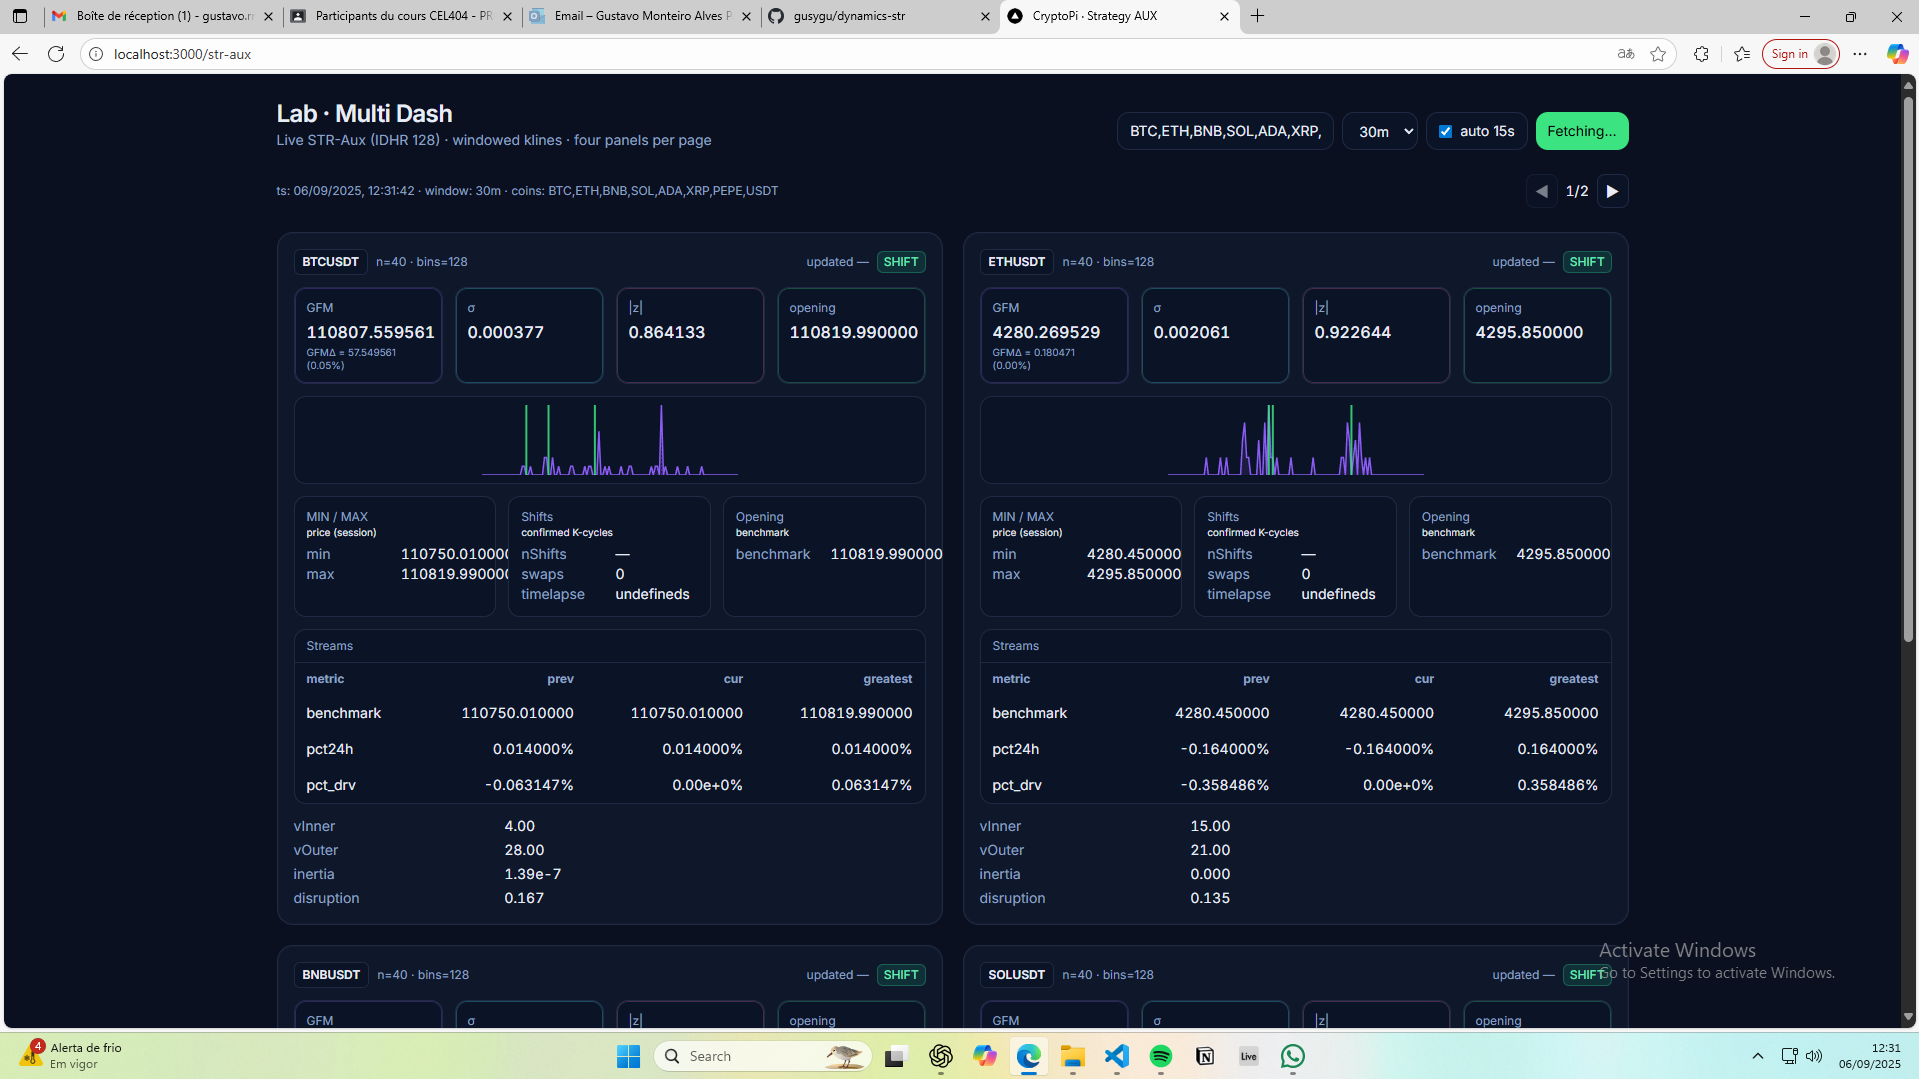 Boîte de réception (1) - gustavo.m
Participants du cours CEL404 - PR
Email – Gustavo Monteiro Alves P
gusygu/dynamics-str
CryptoPi · Strategy AUX
localhost:3000/str-aux
Sign in
Lab · Multi Dash
Live STR-Aux (IDHR 128) · windowed klines · four panels per page
BTC,ETH,BNB,SOL,ADA,XRP,
30m
auto 15s
Fetching...
ts: 06/09/2025, 12:31:42 · window: 30m · coins: BTC,ETH,BNB,SOL,ADA,XRP,PEPE,USDT
◀ 1/2 ▶
BTCUSDT n=40 · bins=128 updated — SHIFT
GFM
110807.559561
GFMΔ = 57.549561
(0.05%)
σ
0.000377
|z|
0.864133
opening
110819.990000
MIN / MAX
price (session)
min 110750.010000
max 110819.990000
Shifts
confirmed K-cycles
nShifts —
swaps 0
timelapse undefineds
Opening
benchmark
benchmark 110819.990000
Streams
metric prev cur greatest
benchmark 110750.010000 110750.010000 110819.990000
pct24h 0.014000% 0.014000% 0.014000%
pct_drv -0.063147% 0.00e+0% 0.063147%
vInner 4.00
vOuter 28.00
inertia 1.39e-7
disruption 0.167
ETHUSDT n=40 · bins=128 updated — SHIFT
GFM
4280.269529
GFMΔ = 0.180471
(0.00%)
σ
0.002061
|z|
0.922644
opening
4295.850000
MIN / MAX
price (session)
min 4280.450000
max 4295.850000
Shifts
confirmed K-cycles
nShifts —
swaps 0
timelapse undefineds
Opening
benchmark
benchmark 4295.850000
Streams
metric prev cur greatest
benchmark 4280.450000 4280.450000 4295.850000
pct24h -0.164000% -0.164000% 0.164000%
pct_drv -0.358486% 0.00e+0% 0.358486%
vInner 15.00
vOuter 21.00
inertia 0.000
disruption 0.135
BNBUSDT n=40 · bins=128 updated — SHIFT
GFM σ |z| opening
SOLUSDT n=40 · bins=128 updated — SHIFT
GFM σ |z| opening
Activate Windows
Go to Settings to activate Windows.
4
Alerta de frio
Em vigor
Search
Live
12:31
06/09/2025